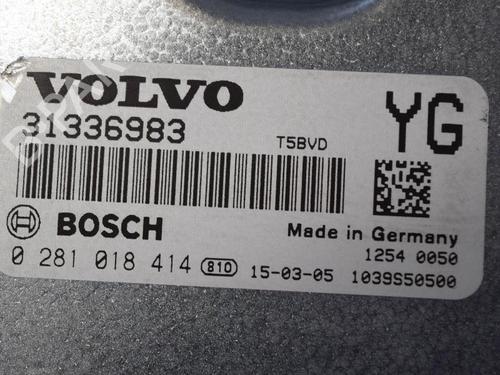 VOLVO
YG
31336983
T5BVD
BOSCH
Made in Germany
1254 0050
0 281 018 414 810 15-03-05 1039S50500